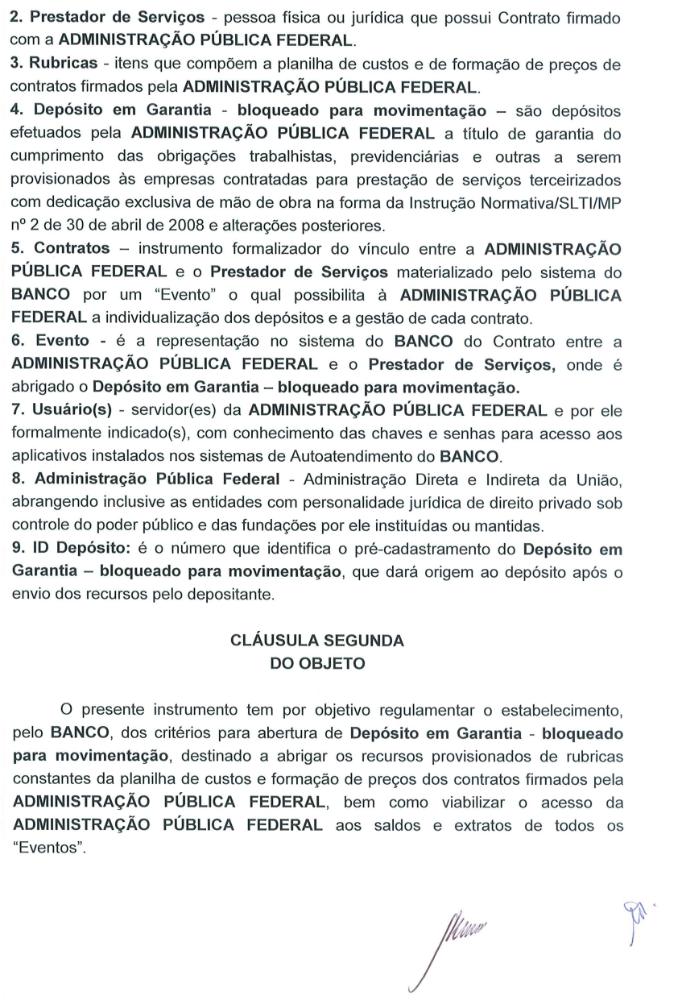 2. Prestador de Serviços - pessoa física ou jurídica que possui Contrato firmado
com a ADMINISTRAÇÃO PÚBLICA FEDERAL.
3. Rubricas - itens que compõem a planilha de custos e de formação de preços de
contratos firmados pela ADMINISTRAÇÃO PÚBLICA FEDERAL.
4. Depósito em Garantia - bloqueado para movimentação – são depósitos
efetuados pela ADMINISTRAÇÃO PÚBLICA FEDERAL a título de garantia do
cumprimento das obrigações trabalhistas, previdenciárias e outras a serem
provisionados às empresas contratadas para prestação de serviços terceirizados
com dedicação exclusiva de mão de obra na forma da Instrução Normativa/SLTI/MP
nº 2 de 30 de abril de 2008 e alterações posteriores.
5. Contratos – instrumento formalizador do vínculo entre a ADMINISTRAÇÃO
PÚBLICA FEDERAL e o Prestador de Serviços materializado pelo sistema do
BANCO por um “Evento” o qual possibilita à ADMINISTRAÇÃO PÚBLICA
FEDERAL a individualização dos depósitos e a gestão de cada contrato.
6. Evento - é a representação no sistema do BANCO do Contrato entre a
ADMINISTRAÇÃO PÚBLICA FEDERAL e o Prestador de Serviços, onde é
abrigado o Depósito em Garantia – bloqueado para movimentação.
7. Usuário(s) - servidor(es) da ADMINISTRAÇÃO PÚBLICA FEDERAL e por ele
formalmente indicado(s), com conhecimento das chaves e senhas para acesso aos
aplicativos instalados nos sistemas de Autoatendimento do BANCO.
8. Administração Pública Federal - Administração Direta e Indireta da União,
abrangendo inclusive as entidades com personalidade jurídica de direito privado sob
controle do poder público e das fundações por ele instituídas ou mantidas.
9. ID Depósito: é o número que identifica o pré-cadastramento do Depósito em
Garantia – bloqueado para movimentação, que dará origem ao depósito após o
envio dos recursos pelo depositante.
CLÁUSULA SEGUNDA
DO OBJETO
O presente instrumento tem por objetivo regulamentar o estabelecimento,
pelo BANCO, dos critérios para abertura de Depósito em Garantia - bloqueado
para movimentação, destinado a abrigar os recursos provisionados de rubricas
constantes da planilha de custos e formação de preços dos contratos firmados pela
ADMINISTRAÇÃO PÚBLICA FEDERAL, bem como viabilizar o acesso da
ADMINISTRAÇÃO PÚBLICA FEDERAL aos saldos e extratos de todos os
“Eventos”.